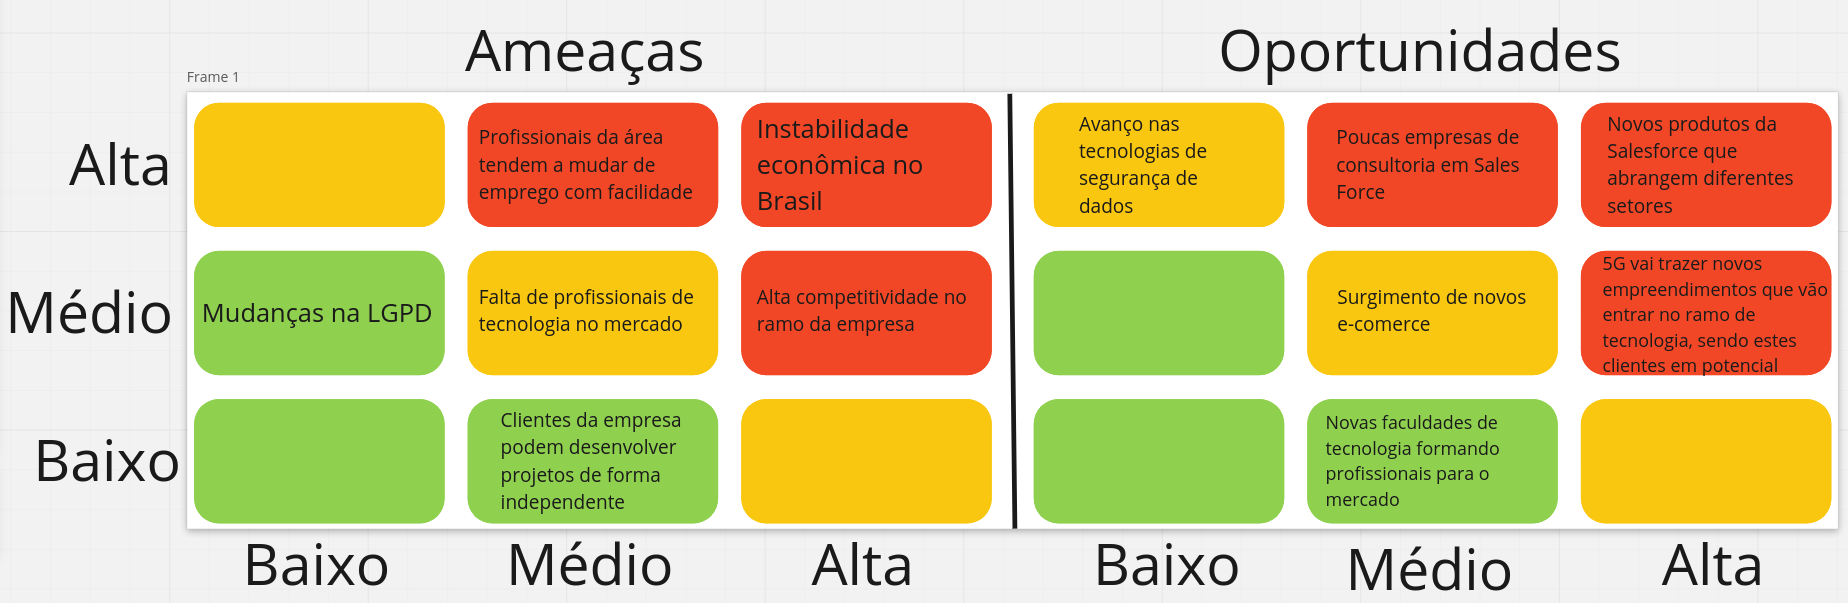 Ameaças
Oportunidades
Frame 1
Alta
Profissionais da área
tendem a mudar de
emprego com facilidade
Instabilidade
econômica no
Brasil
Avanço nas
tecnologias de
segurança de
dados
Poucas empresas de
consultoria em Sales
Force
Novos produtos da
Salesforce que
abrangem diferentes
setores
Médio
Mudanças na LGPD
Falta de profissionais de
tecnologia no mercado
Alta competitividade no
ramo da empresa
Surgimento de novos
e-comerce
5G vai trazer novos
empreendimentos que vão
entrar no ramo de
tecnologia, sendo estes
clientes em potencial
Baixo
Clientes da empresa
podem desenvolver
projetos de forma
independente
Novas faculdades de
tecnologia formando
profissionais para o
mercado
Baixo
Médio
Alta
Baixo
Médio
Alta